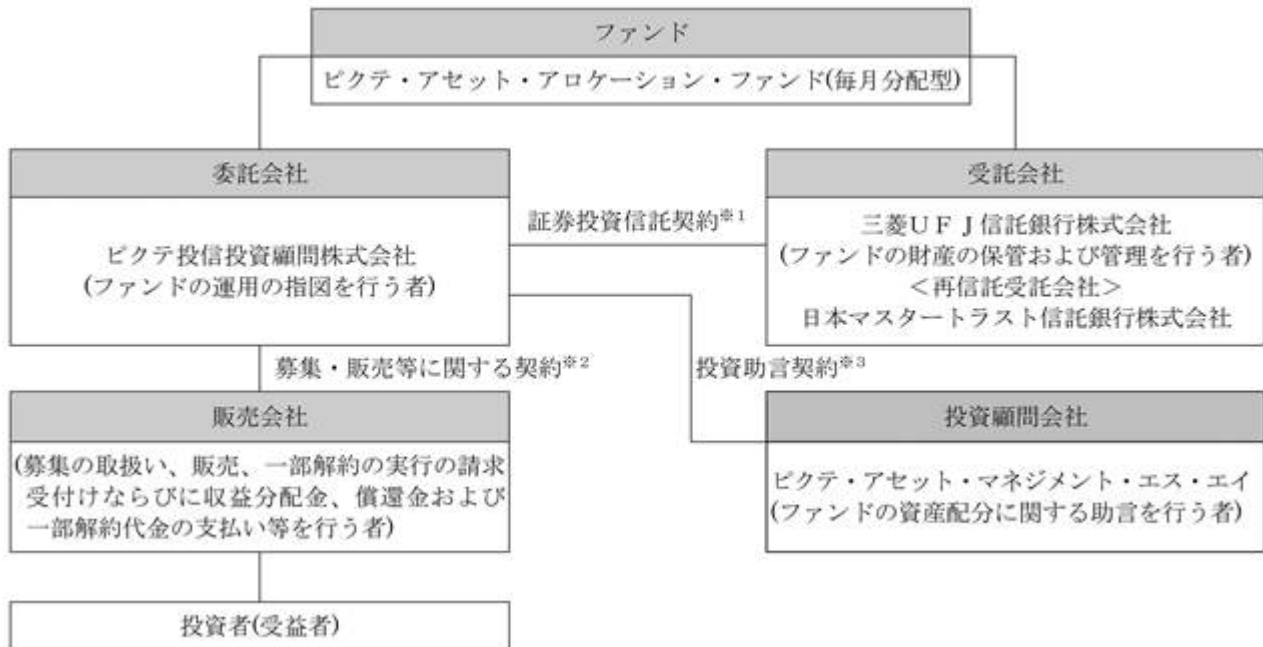 ファンド
ピクテ・アセット・アロケーション・ファンド(毎月分配型)
委託会社
ピクテ投信投資顧問株式会社
(ファンドの運用の指図を行う者)
証券投資信託契約※1
受託会社
三菱UFJ信託銀行株式会社
(ファンドの財産の保管および管理を行う者)
<再信託受託会社>
日本マスタートラスト信託銀行株式会社
募集・販売等に関する契約※2
投資助言契約※3
販売会社
(募集の取扱い、販売、一部解約の実行の請求
受付けならびに収益分配金、償還金および
一部解約代金の支払い等を行う者)
投資顧問会社
ピクテ・アセット・マネジメント・エス・エイ
(ファンドの資産配分に関する助言を行う者)
投資者(受益者)